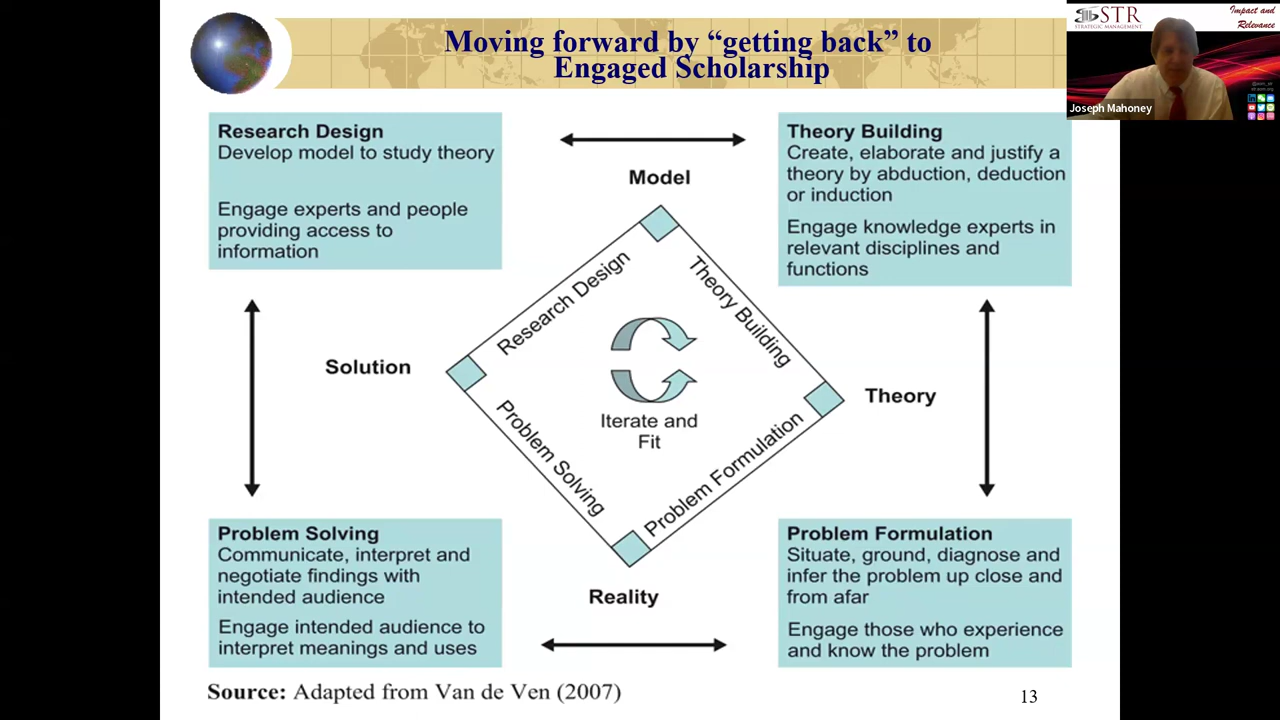 Moving forward by “getting back” to
Engaged Scholarship
STR
STRATEGIC MANAGEMENT
Impact and
Relevance
Joseph Mahoney
Research Design
Develop model to study theory
Engage experts and people
providing access to
information
Theory Building
Create, elaborate and justify a
theory by abduction, deduction
or induction
Engage knowledge experts in
relevant disciplines and
functions
Model
Research Design
Theory Building
Solution
Theory
Iterate and
Fit
Problem Solving
Problem Formulation
Reality
Problem Solving
Communicate, interpret and
negotiate findings with
intended audience
Engage intended audience to
interpret meanings and uses
Problem Formulation
Situate, ground, diagnose and
infer the problem up close and
from afar
Engage those who experience
and know the problem
Source: Adapted from Van de Ven (2007)
13